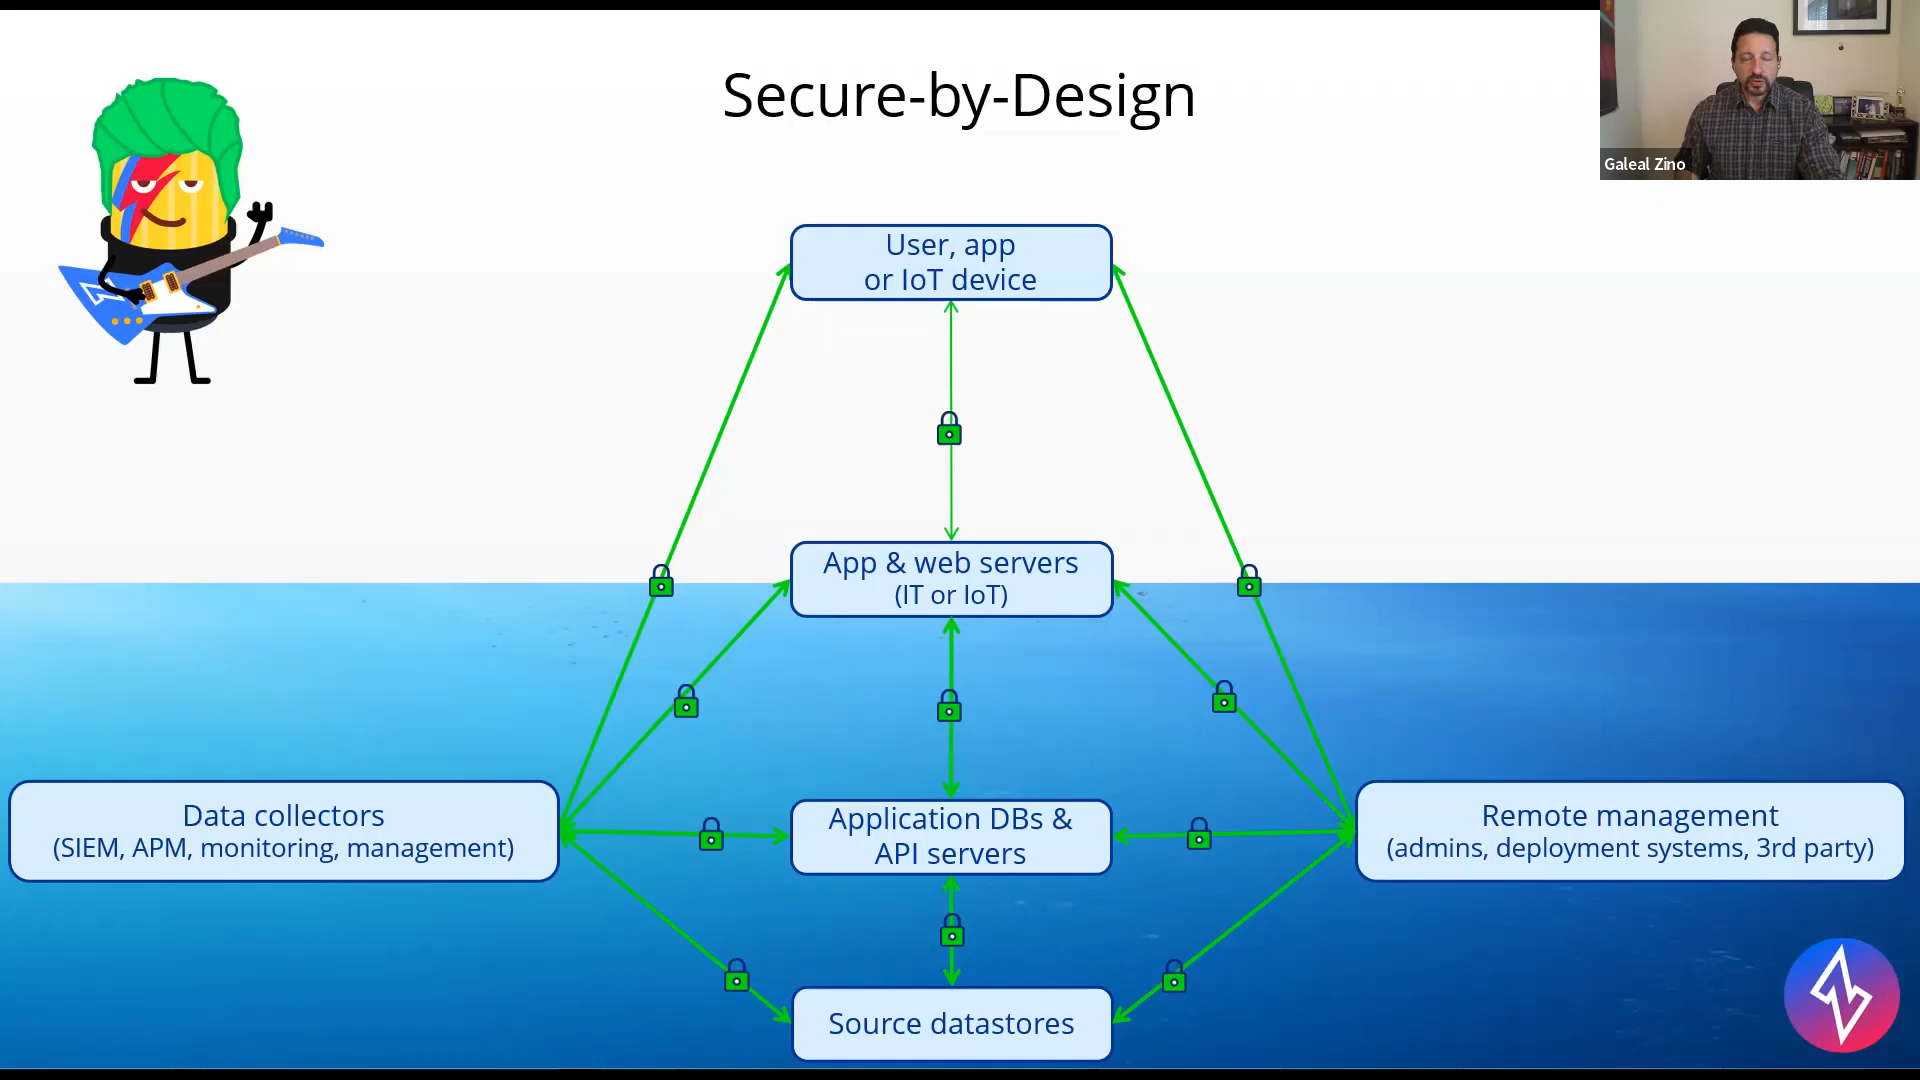 Secure-by-Design
Galeal Zino
User, app
or IoT device
App & web servers
(IT or IoT)
Data collectors
(SIEM, APM, monitoring, management)
Application DBs &
API servers
Remote management
(admins, deployment systems, 3rd party)
Source datastores